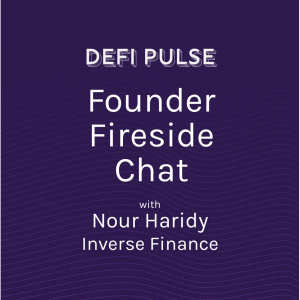 DEFI PULSE
Founder
Fireside
Chat
with
Nour Haridy
Inverse Finance